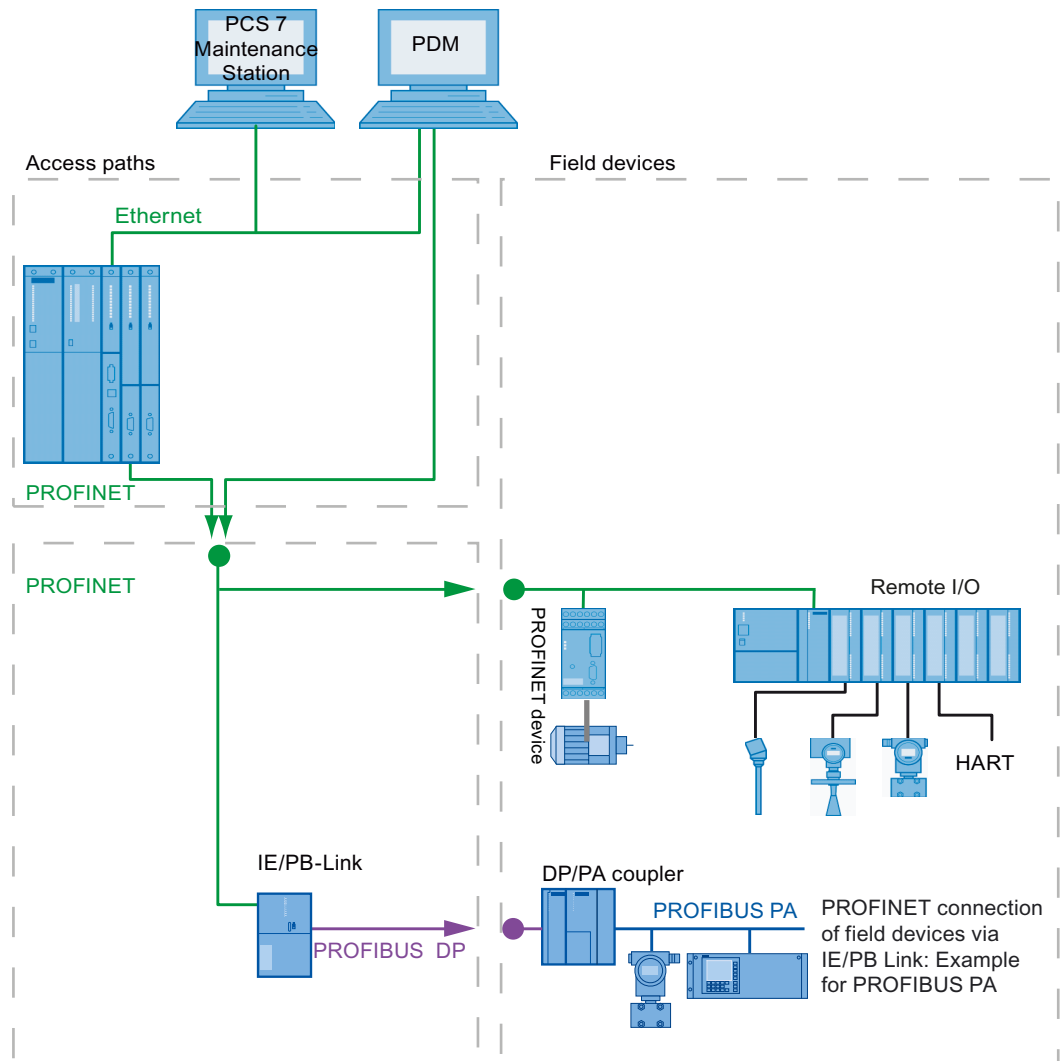 PCS 7
Maintenance
Station
PDM
Access paths
Field devices
Ethernet
PROFINET
PROFINET
PROFINET device
Remote I/O
HART
IE/PB-Link
PROFIBUS DP
DP/PA coupler
PROFIBUS PA
PROFINET connection
of field devices via
IE/PB Link: Example
for PROFIBUS PA